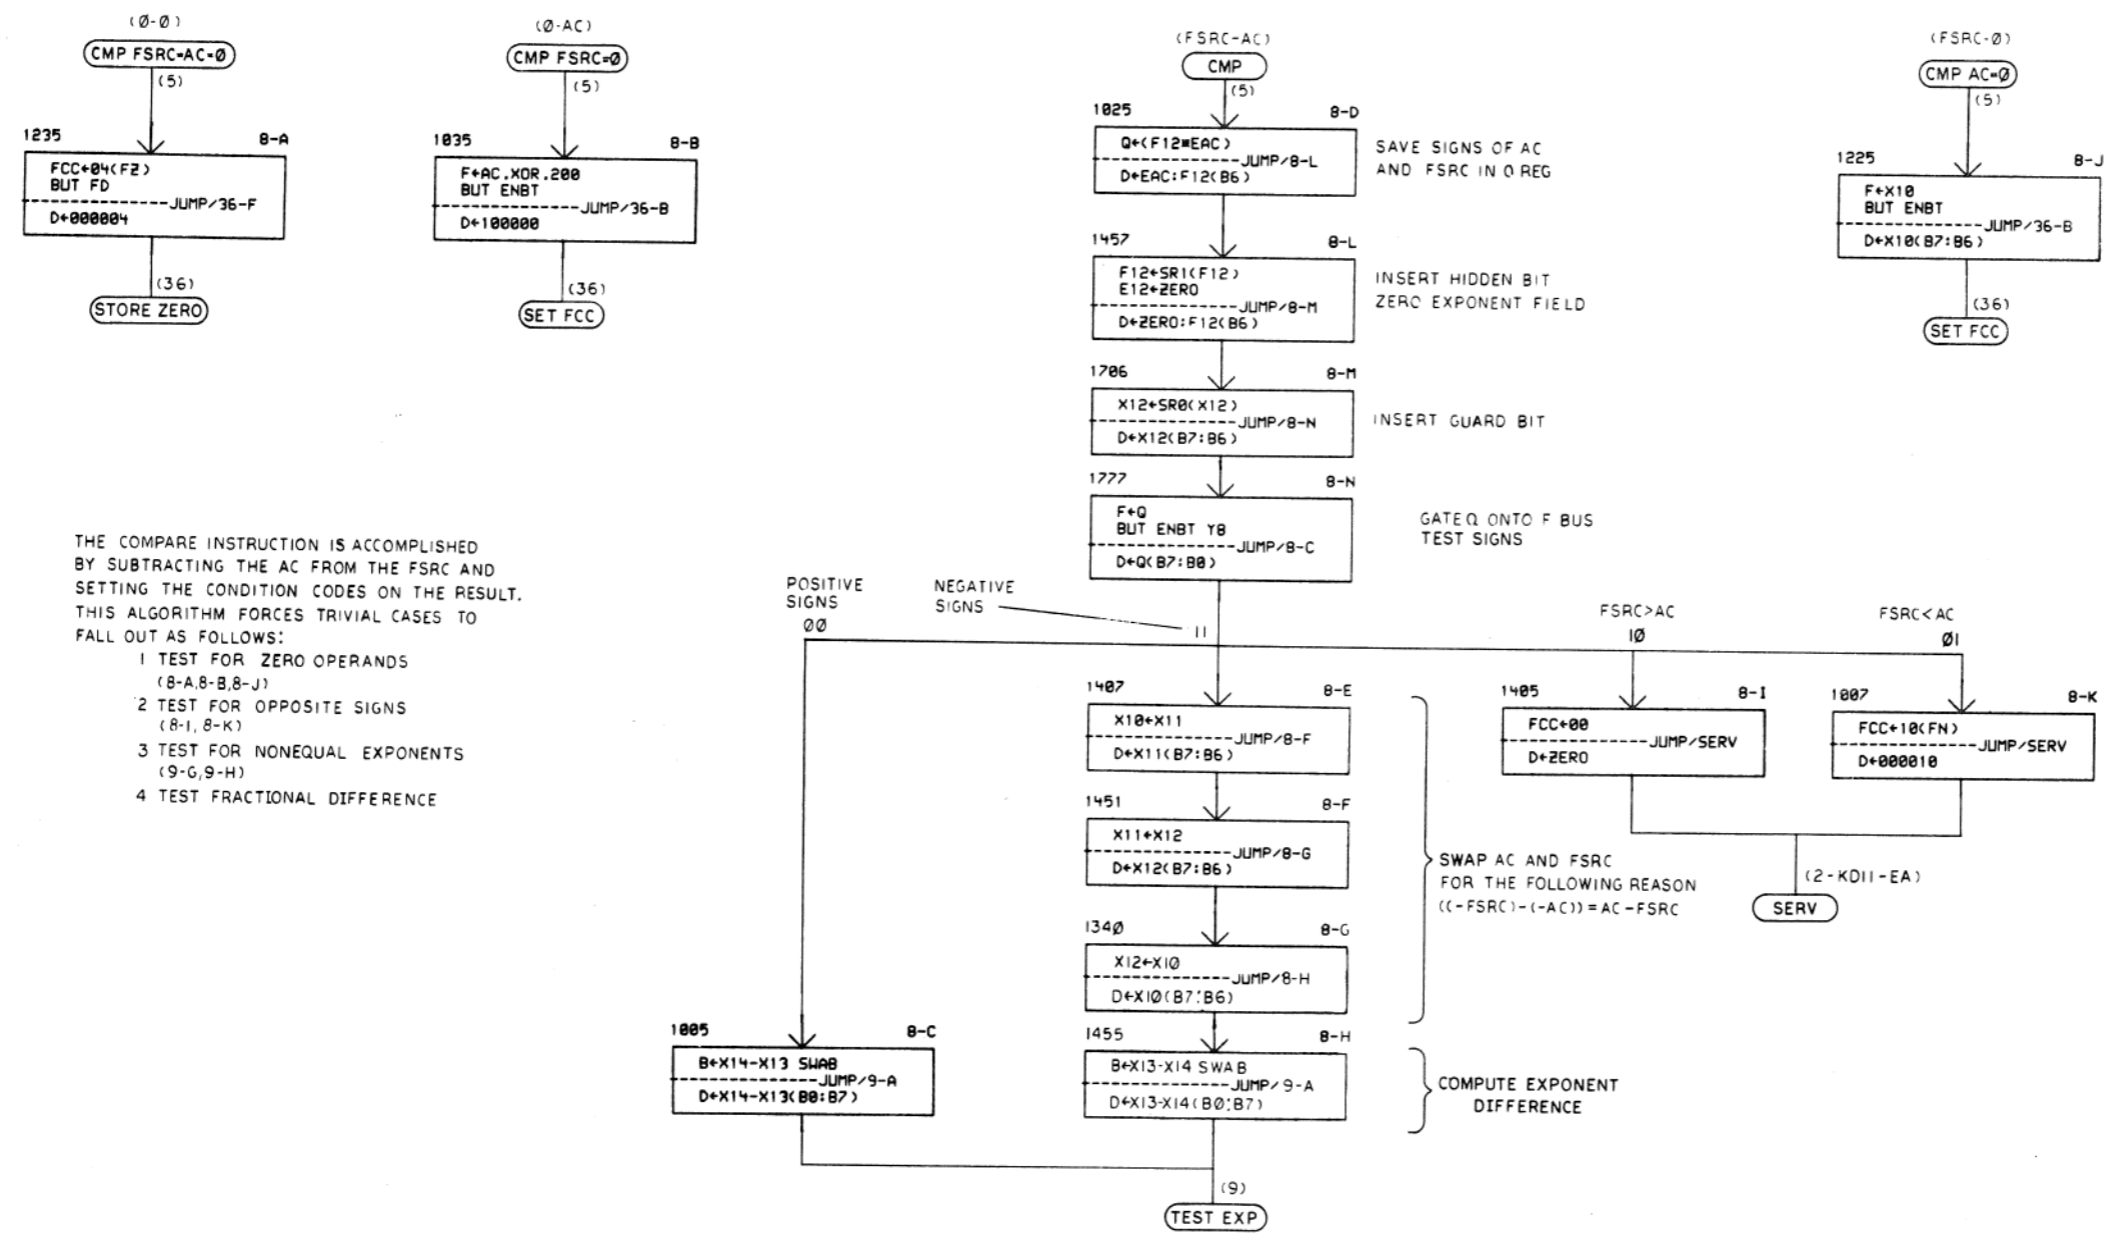 (Ø-Ø)
CMP FSRC=AC=Ø
(5)
1235 8-A
FCC←04(FZ)
BUT FD
JUMP/36-F
D←000004
(36)
STORE ZERO
(Ø-AC)
CMP FSRC=Ø
(5)
1035 8-B
F←AC.XOR.200
BUT ENBT
JUMP/36-B
D←100000
(36)
SET FCC
(FSRC-AC)
CMP
(5)
1025 8-D
Q←(F12#EAC)
JUMP/8-L
D←EAC:F12(B6)
SAVE SIGNS OF AC
AND FSRC IN Q REG
1457 8-L
F12←SR1(F12)
E12←ZERO
JUMP/8-M
D←ZERO:F12(B6)
INSERT HIDDEN BIT
ZERO EXPONENT FIELD
1706 8-M
X12←SR0(X12)
JUMP/8-N
D←X12(B7:B6)
INSERT GUARD BIT
1777 8-N
F←Q
BUT ENBT Y8
JUMP/8-C
D←Q(B7:B0)
GATE Q ONTO F BUS
TEST SIGNS
(FSRC-Ø)
CMP AC=Ø
(5)
1225 8-J
F←X10
BUT ENBT
JUMP/36-B
D←X10(B7:B6)
(36)
SET FCC
THE COMPARE INSTRUCTION IS ACCOMPLISHED
BY SUBTRACTING THE AC FROM THE FSRC AND
SETTING THE CONDITION CODES ON THE RESULT.
THIS ALGORITHM FORCES TRIVIAL CASES TO
FALL OUT AS FOLLOWS:
1 TEST FOR ZERO OPERANDS
(8-A,8-B,8-J)
2 TEST FOR OPPOSITE SIGNS
(8-I, 8-K)
3 TEST FOR NONEQUAL EXPONENTS
(9-G,9-H)
4 TEST FRACTIONAL DIFFERENCE
POSITIVE
SIGNS
00
NEGATIVE
SIGNS
11
FSRC>AC
1Ø
FSRC<AC
Ø1
1407 8-E
X10←X11
JUMP/8-F
D←X11(B7:B6)
1451 8-F
X11←X12
JUMP/8-G
D←X12(B7:B6)
134Ø 8-G
X12←X1Ø
JUMP/8-H
D←X1Ø(B7:B6)
SWAP AC AND FSRC
FOR THE FOLLOWING REASON
((-FSRC)-(-AC))=AC-FSRC
1405 8-I
FCC←00
JUMP/SERV
D←ZERO
1007 8-K
FCC←10(FN)
JUMP/SERV
D←000010
(2-KD11-EA)
SERV
1005 8-C
B←X14-X13 SWAB
JUMP/9-A
D←X14-X13(B0:B7)
1455 8-H
B←X13-X14 SWAB
JUMP/9-A
D←X13-X14(BØ:B7)
COMPUTE EXPONENT
DIFFERENCE
(9)
TEST EXP